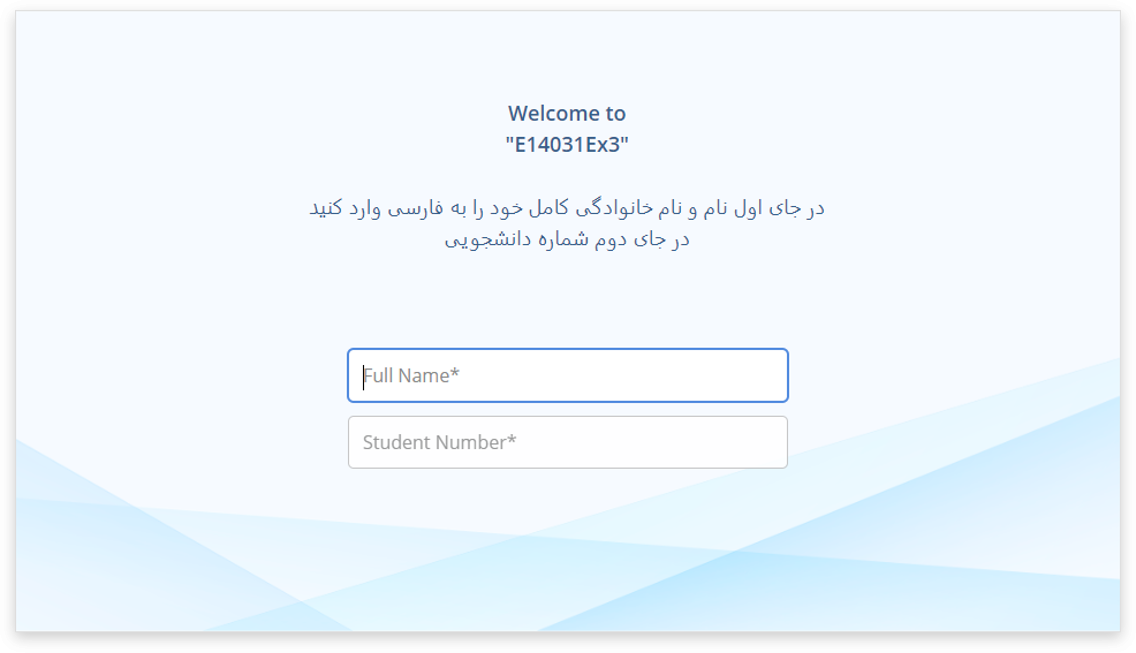 Welcome to
"E14031Ex3"
در جای اول نام و نام خانوادگی کامل خود را به فارسی وارد کنید
در جای دوم شماره دانشجویی
Full Name*
Student Number*